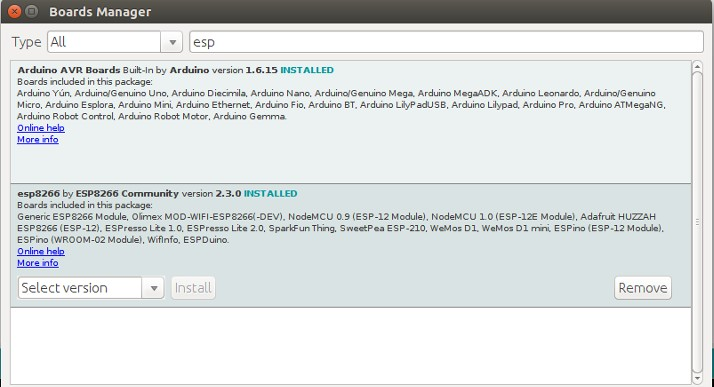 Boards Manager
Type All esp
Arduino AVR Boards Built-In by Arduino version 1.6.15 INSTALLED
Boards included in this package:
Arduino Yún, Arduino/Genuino Uno, Arduino Diecimila, Arduino Nano, Arduino/Genuino Mega, Arduino MegaADK, Arduino Leonardo, Arduino/Genuino
Micro, Arduino Esplora, Arduino Mini, Arduino Ethernet, Arduino Fio, Arduino BT, Arduino LilyPadUSB, Arduino Lilypad, Arduino Pro, Arduino ATMegaNG,
Arduino Robot Control, Arduino Robot Motor, Arduino Gemma.
Online help
More info
esp8266 by ESP8266 Community version 2.3.0 INSTALLED
Boards included in this package:
Generic ESP8266 Module, Olimex MOD-WIFI-ESP8266(-DEV), NodeMCU 0.9 (ESP-12 Module), NodeMCU 1.0 (ESP-12E Module), Adafruit HUZZAH
ESP8266 (ESP-12), ESPresso Lite 1.0, ESPresso Lite 2.0, SparkFun Thing, SweetPea ESP-210, WeMos D1, WeMos D1 mini, ESPino (ESP-12 Module),
ESPino (WROOM-02 Module), WifInfo, ESPDuino.
Online help
More info
Select version Install Remove